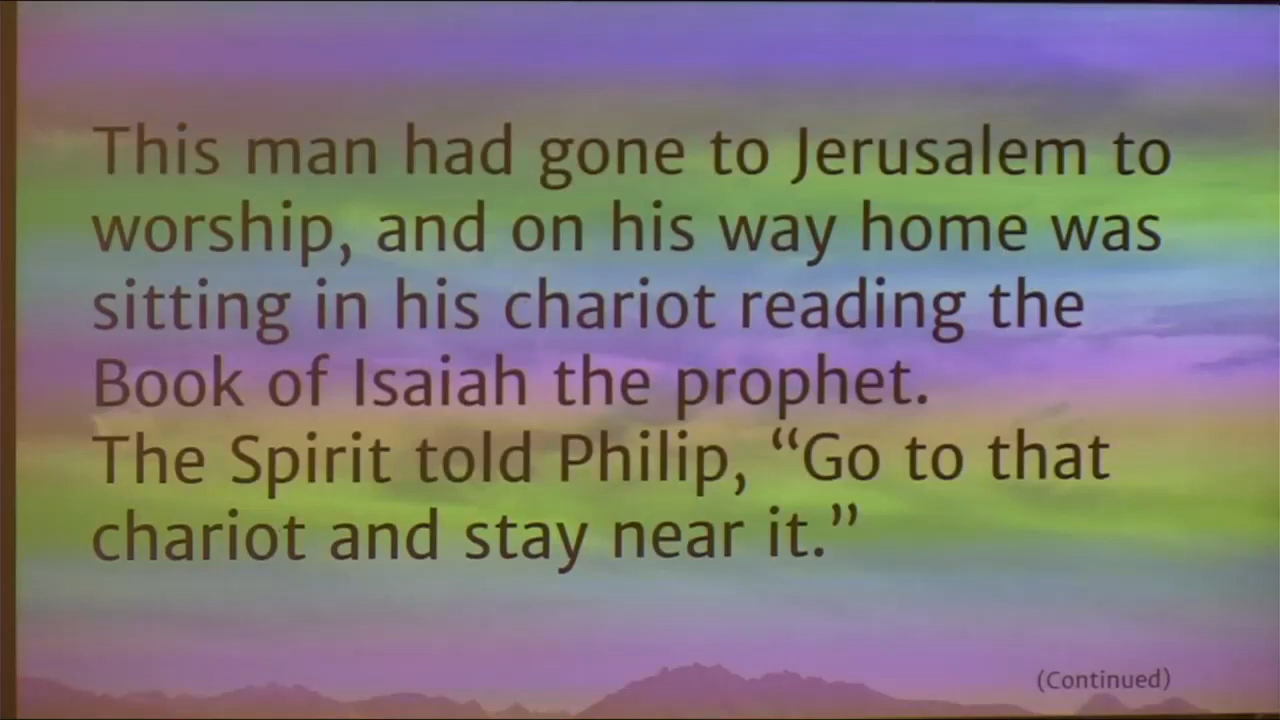 This man had gone to Jerusalem to
worship, and on his way home was
sitting in his chariot reading the
Book of Isaiah the prophet.
The Spirit told Philip, “Go to that
chariot and stay near it.”
(Continued)